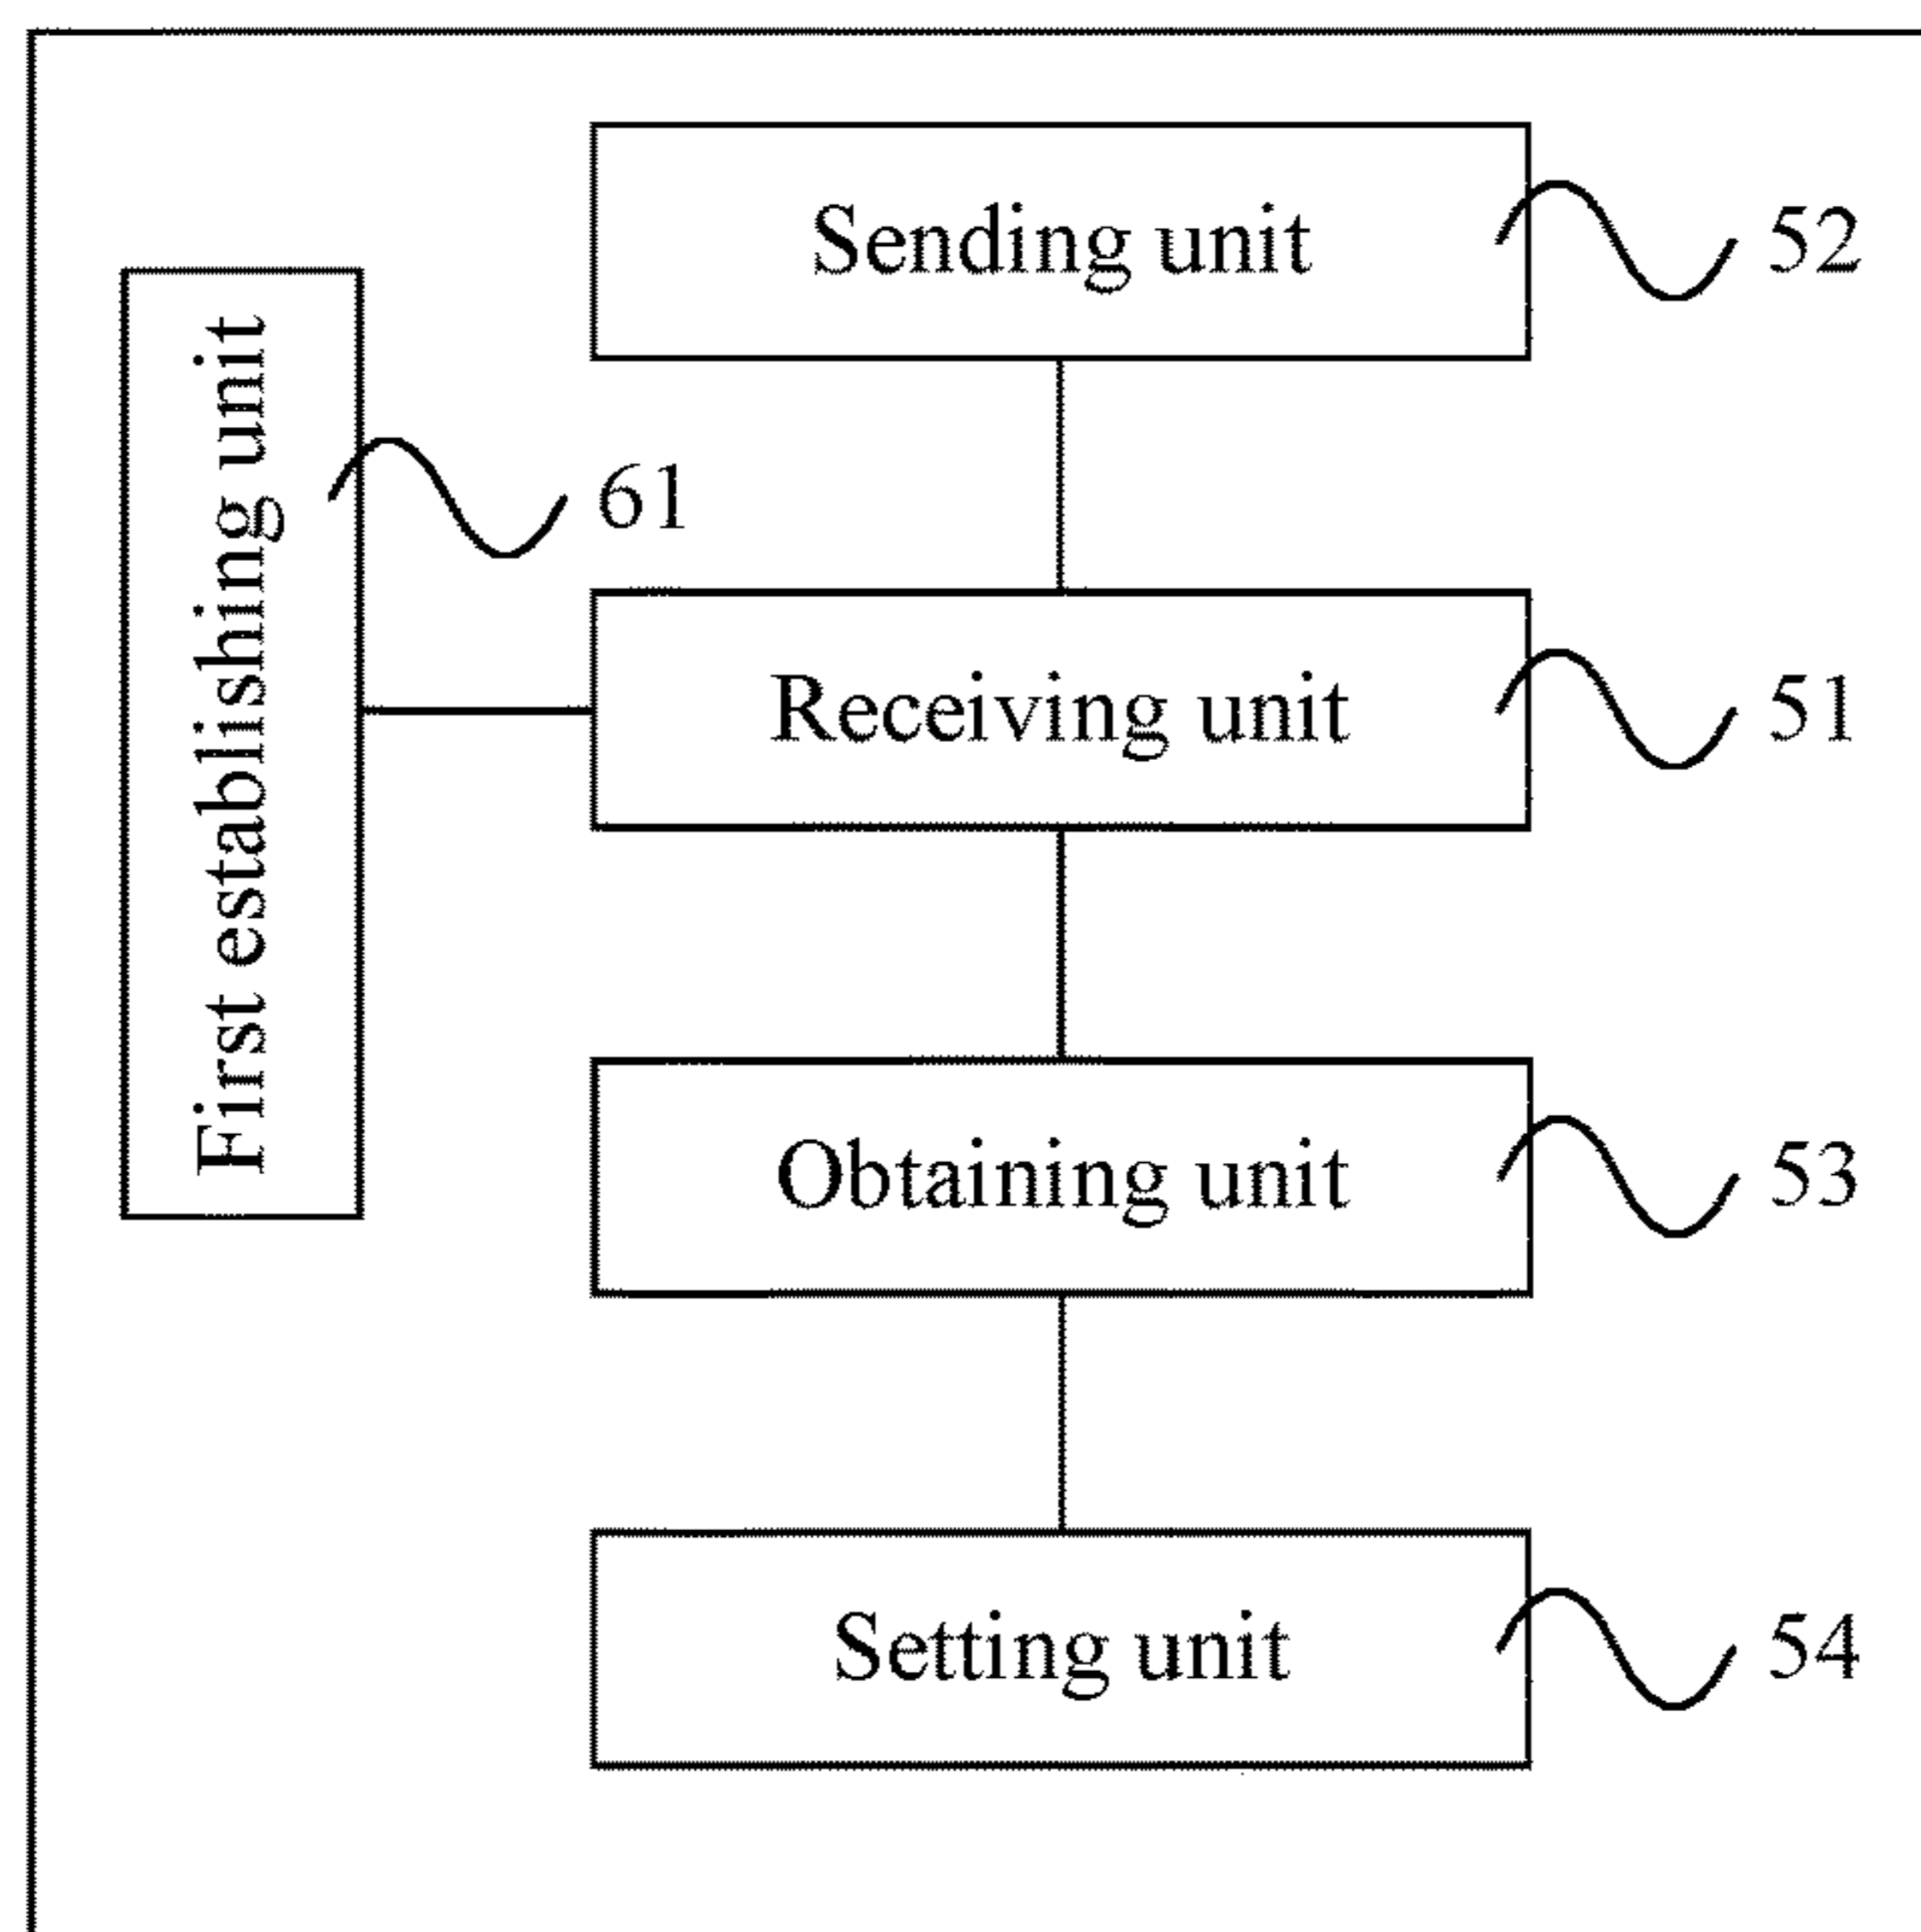 Sending unit
52
First establishing unit
61
Receiving unit
51
Obtaining unit
53
Setting unit
54